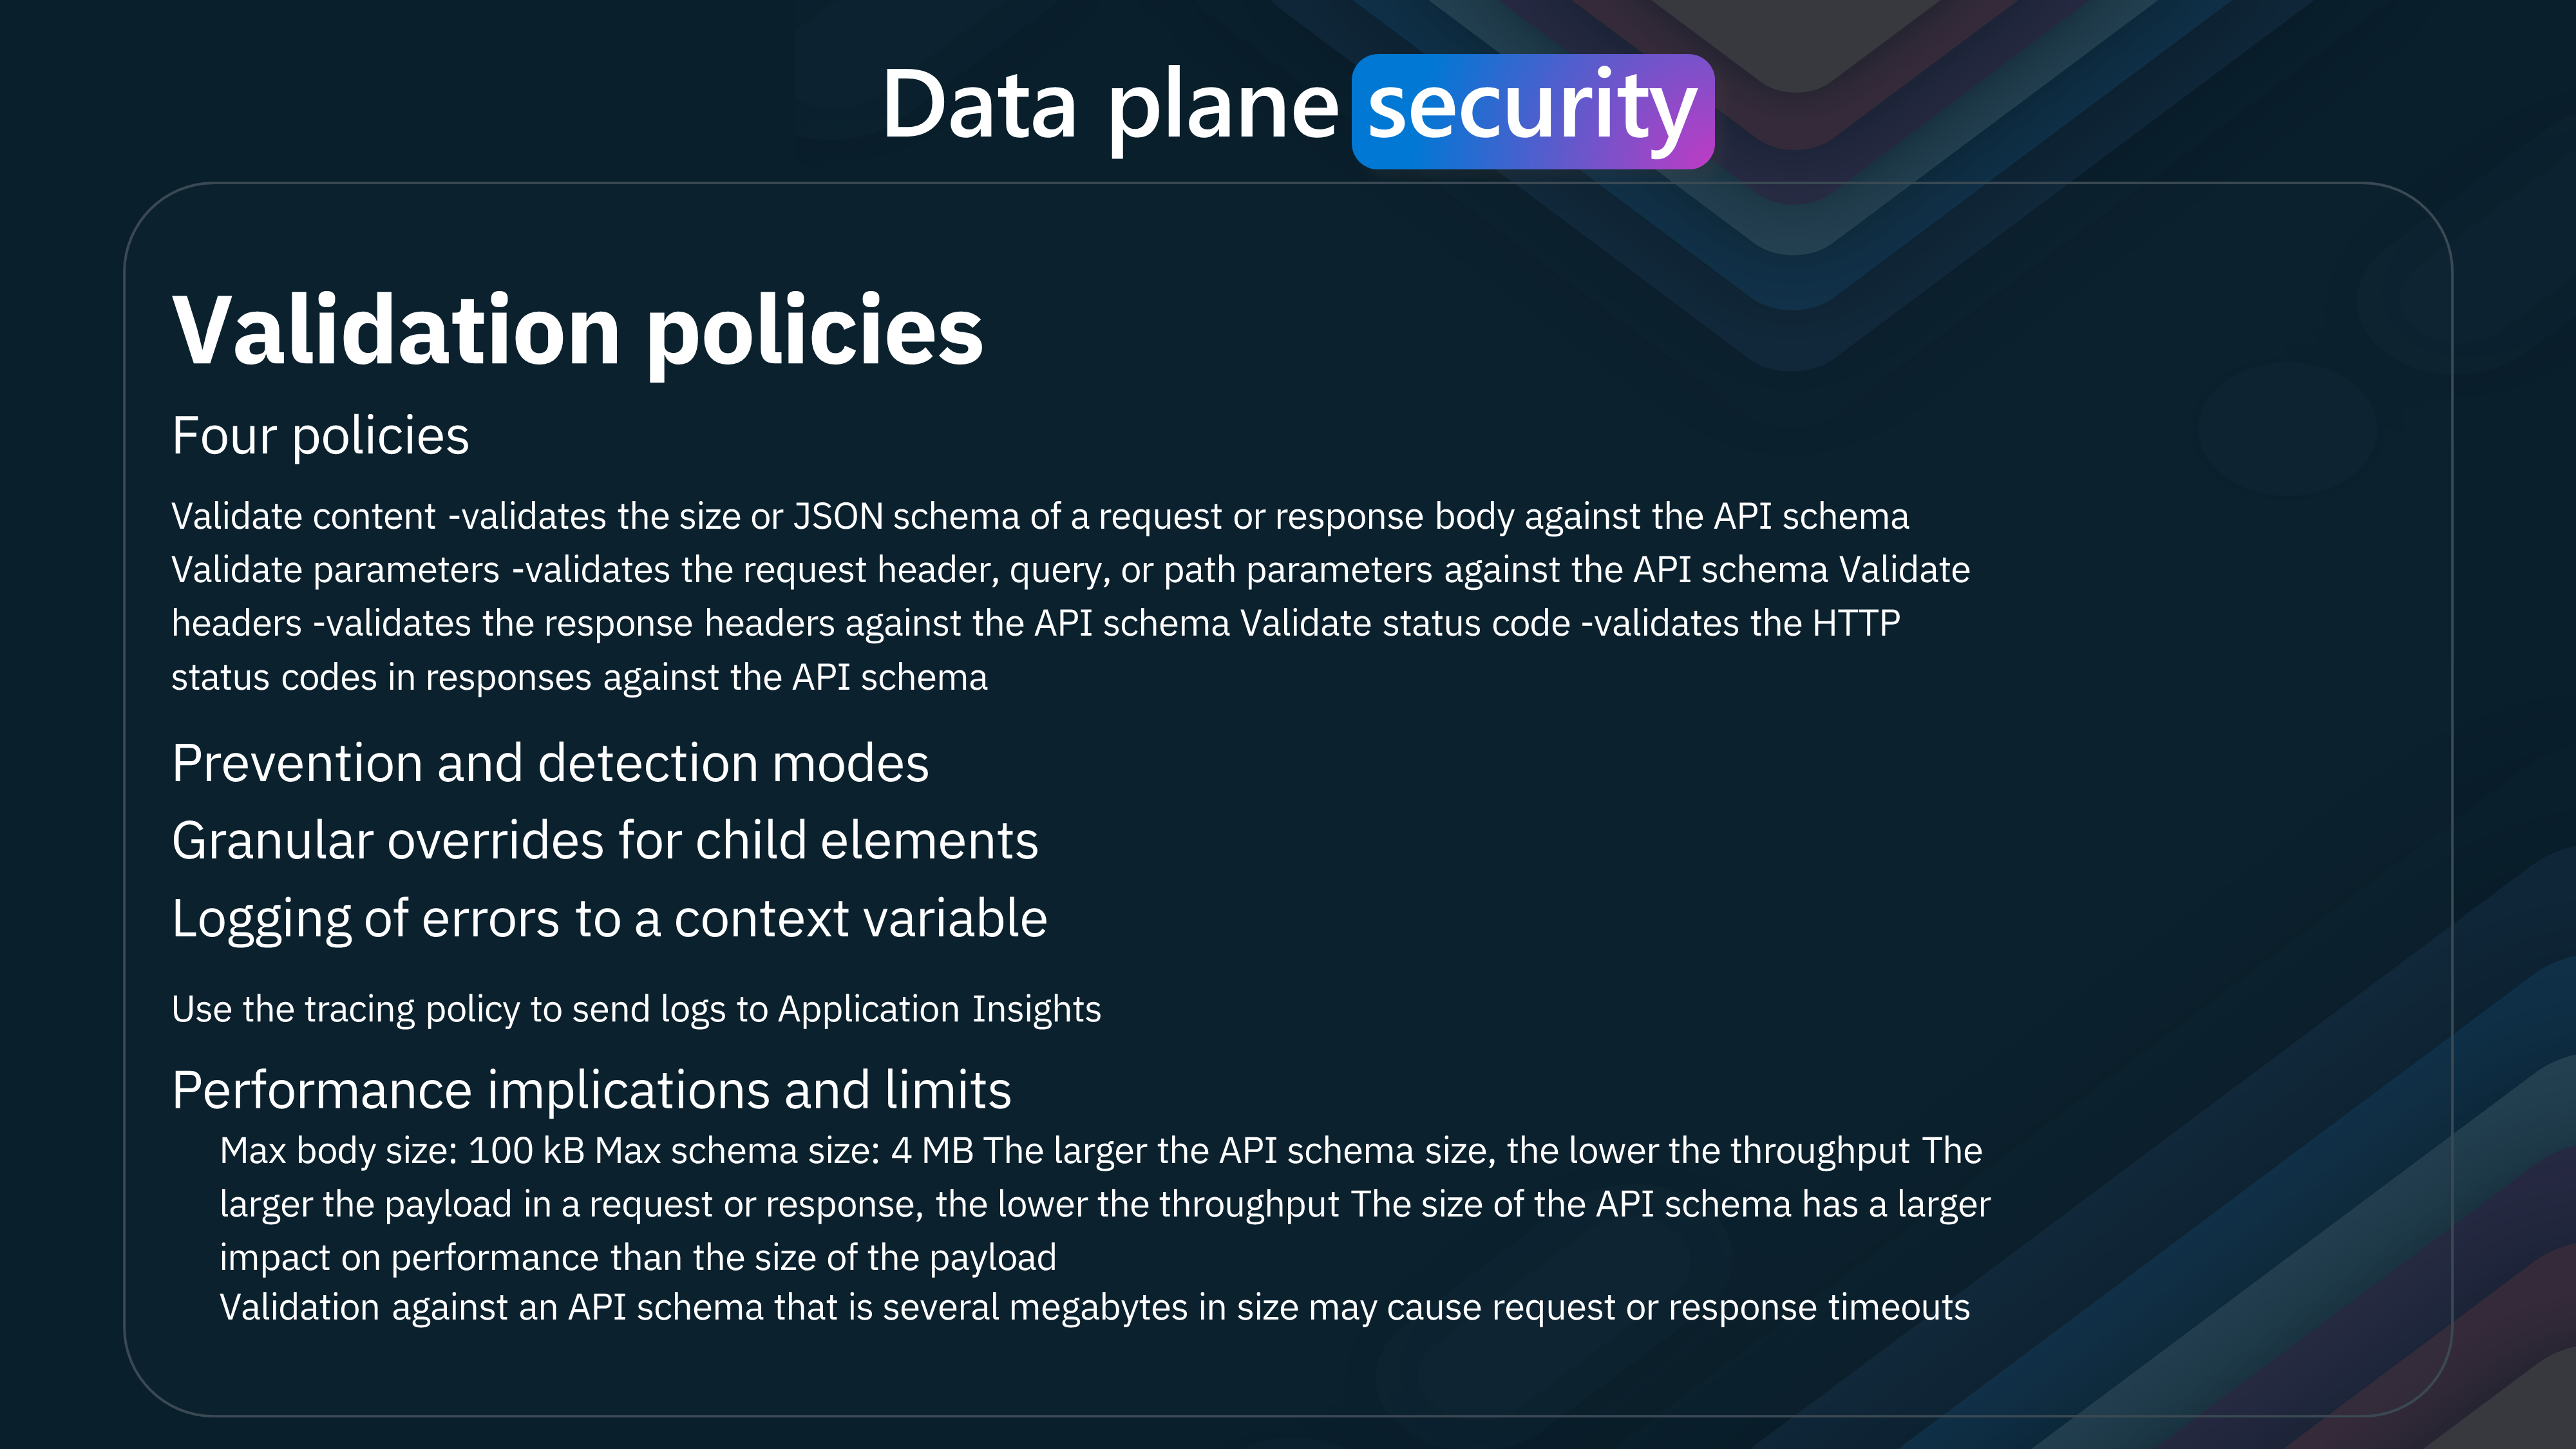 Data plane security
Validation policies
Four policies
Validate content -validates the size or JSON schema of a request or response body against the API schema
Validate parameters -validates the request header, query, or path parameters against the API schema Validate
headers -validates the response headers against the API schema Validate status code -validates the HTTP
status codes in responses against the API schema
Prevention and detection modes
Granular overrides for child elements
Logging of errors to a context variable
Use the tracing policy to send logs to Application Insights
Performance implications and limits
Max body size: 100 kB Max schema size: 4 MB The larger the API schema size, the lower the throughput The
larger the payload in a request or response, the lower the throughput The size of the API schema has a larger
impact on performance than the size of the payload
Validation against an API schema that is several megabytes in size may cause request or response timeouts